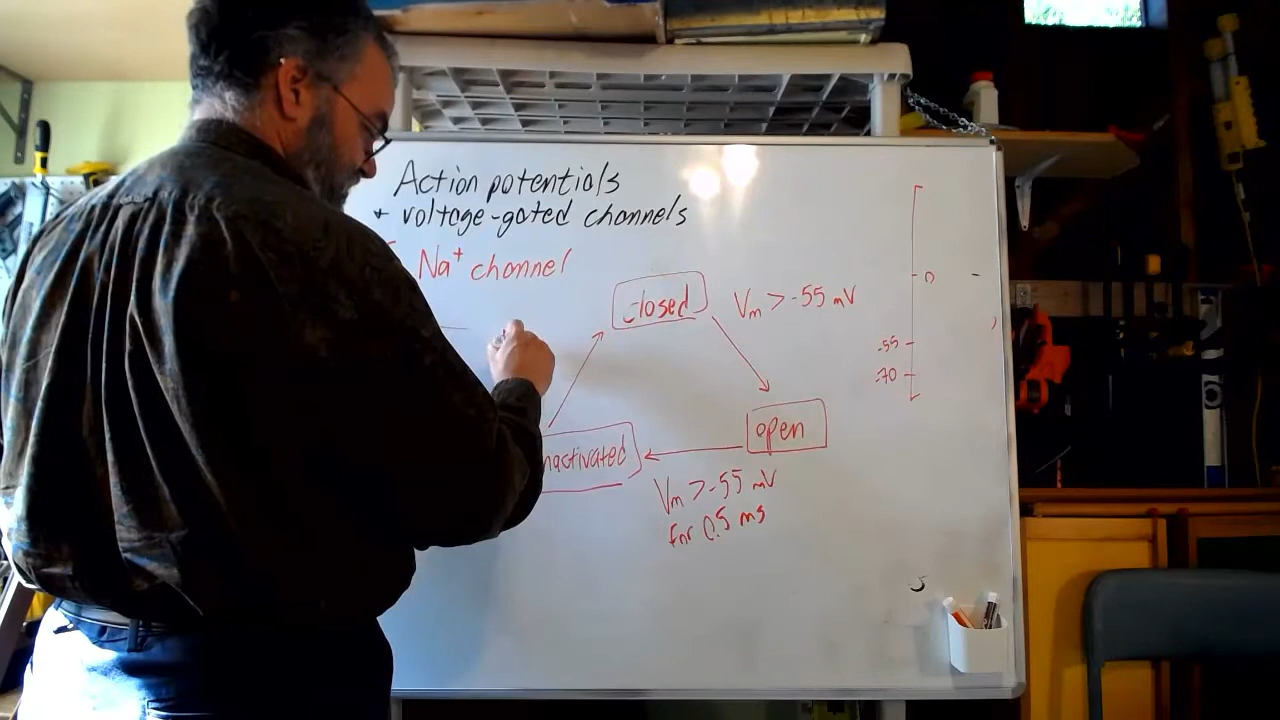 Action potentials
+ voltage-gated channels
Na+ channel
closed
Vm > -55 mV
0
-55
-70
open
nactivated
Vm > -55 mV
for 0.5 ms